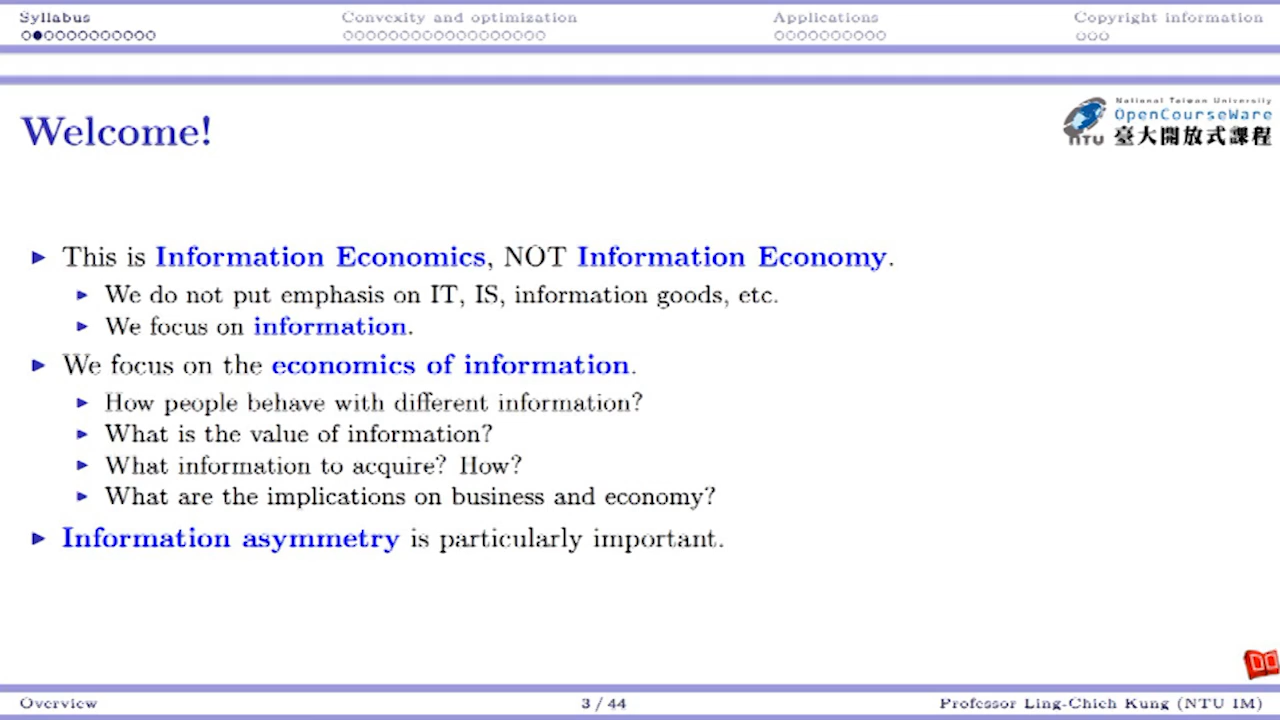 Syllabus Convexity and optimization Applications Copyright information
Welcome!
National Taiwan University
OpenCourseWare
NTU 臺大開放式課程
This is Information Economics, NOT Information Economy.
We do not put emphasis on IT, IS, information goods, etc.
We focus on information.
We focus on the economics of information.
How people behave with different information?
What is the value of information?
What information to acquire? How?
What are the implications on business and economy?
Information asymmetry is particularly important.
Overview 3 / 44 Professor Ling-Chieh Kung (NTU IM)